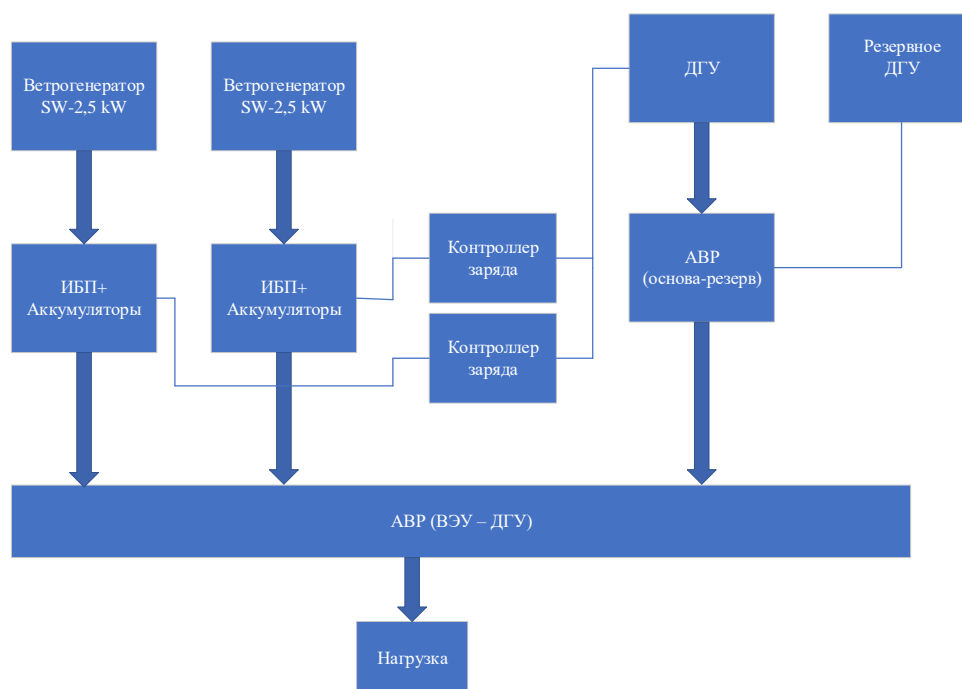 Ветрогенератор
SW-2,5 kW
Ветрогенератор
SW-2,5 kW
ДГУ
Резервное
ДГУ
ИБП+
Аккумуляторы
ИБП+
Аккумуляторы
Контроллер
заряда
АВР
(основа-резерв)
Контроллер
заряда
АВР (ВЭУ – ДГУ)
Нагрузка